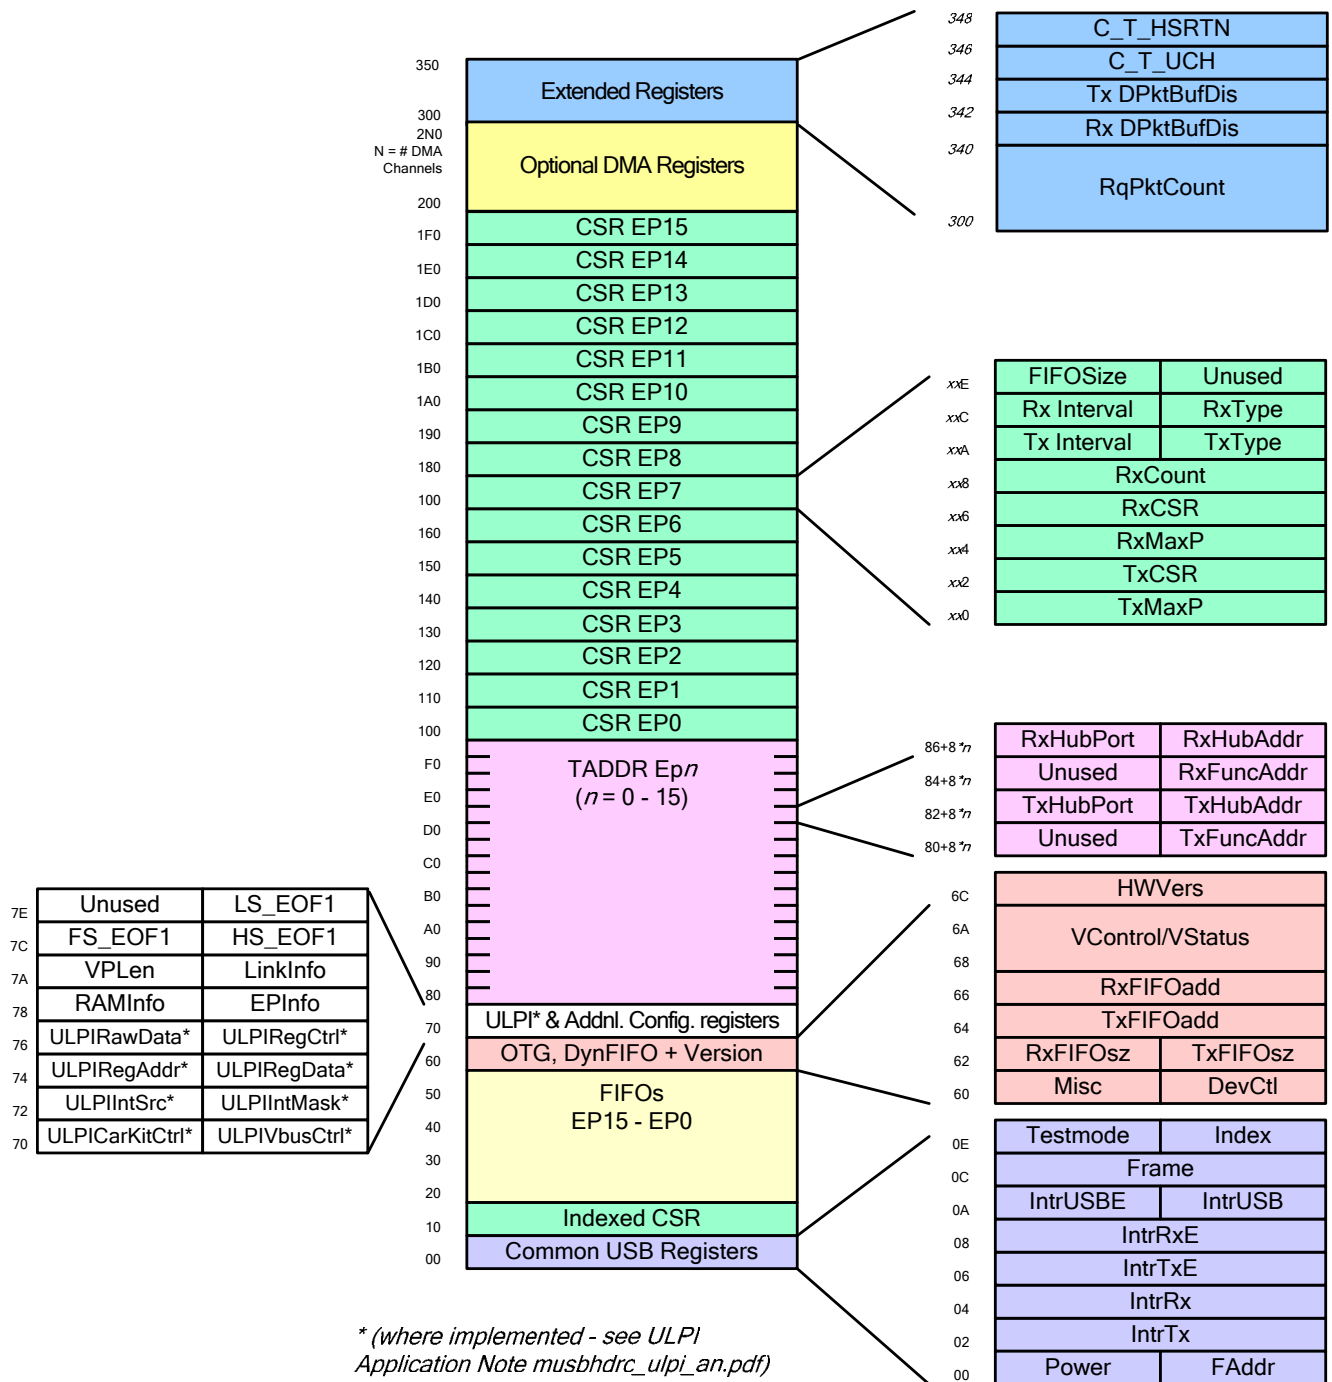 350
Extended Registers
300
2N0
N = # DMA
Channels
Optional DMA Registers
200
CSR EP15
1F0
CSR EP14
1E0
CSR EP13
1D0
CSR EP12
1C0
CSR EP11
1B0
CSR EP10
1A0
CSR EP9
190
CSR EP8
180
CSR EP7
100
CSR EP6
160
CSR EP5
150
CSR EP4
140
CSR EP3
130
CSR EP2
120
CSR EP1
110
CSR EP0
100
TADDR Epn
(n = 0 - 15)
F0
E0
D0
C0
B0
A0
90
80
ULPI* & Addnl. Config. registers
70
OTG, DynFIFO + Version
60
FIFOs
EP15 - EP0
50
40
30
20
Indexed CSR
10
Common USB Registers
00
348
C_T_HSRTN
346
C_T_UCH
344
Tx DPktBufDis
342
Rx DPktBufDis
340
RqPktCount
300
FIFOSize Unused
xxE
Rx Interval RxType
xxC
Tx Interval TxType
xxA
RxCount
xx8
RxCSR
xx6
RxMaxP
xx4
TxCSR
xx2
TxMaxP
xx0
RxHubPort RxHubAddr
86+8*n
Unused RxFuncAddr
84+8*n
TxHubPort TxHubAddr
82+8*n
Unused TxFuncAddr
80+8*n
HWVers
6C
VControl/VStatus
6A
68
RxFIFOadd
66
TxFIFOadd
64
RxFIFOsz TxFIFOsz
62
Misc DevCtl
60
Testmode Index
0E
Frame
0C
IntrUSBE IntrUSB
0A
IntrRxE
08
IntrTxE
06
IntrRx
04
IntrTx
02
Power FAddr
00
Unused LS_EOF1
7E
FS_EOF1 HS_EOF1
7C
VPLen LinkInfo
7A
RAMInfo EPInfo
78
ULPIRawData* ULPIRegCtrl*
76
ULPIRegAddr* ULPIRegData*
74
ULPIIntSrc* ULPIIntMask*
72
ULPICarKitCtrl* ULPIVbusCtrl*
70
* (where implemented - see ULPI
Application Note musbhdrc_ulpi_an.pdf)